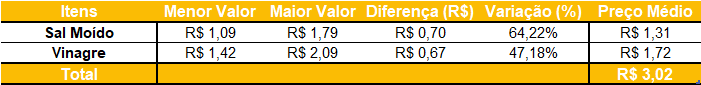 Itens Menor Valor Maior Valor Diferença (R$) Variação (%) Preço Médio
Sal Moído R$ 1,09 R$ 1,79 R$ 0,70 64,22% R$ 1,31
Vinagre R$ 1,42 R$ 2,09 R$ 0,67 47,18% R$ 1,72
Total R$ 3,02